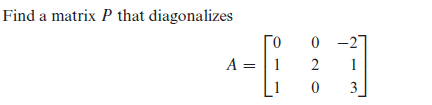 Find a matrix P that diagonalizes
A = [0 0 −2
1 2 1
1 0 3]